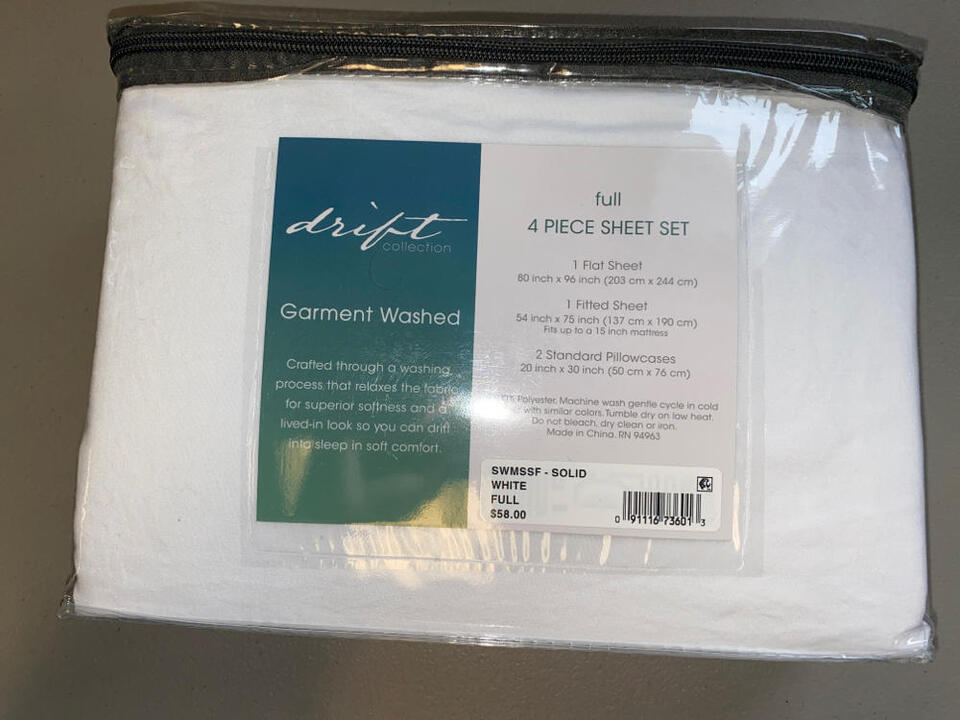 drift
collection
Garment Washed
Crafted through a washing
process that relaxes the fabric
for superior softness and a
lived-in look so you can drift
into sleep in soft comfort.
full
4 PIECE SHEET SET
1 Flat Sheet
80 inch x 96 inch (203 cm x 244 cm)
1 Fitted Sheet
54 inch x 75 inch (137 cm x 190 cm)
Fits up to a 15 inch mattress
2 Standard Pillowcases
20 inch x 30 inch (50 cm x 76 cm)
Polyester. Machine wash gentle cycle in cold
with similar colors. Tumble dry on low heat.
Do not bleach, dry clean or iron.
Made in China. RN 94963
SWMSSF - SOLID
WHITE
FULL
$58.00
0 91116 73601 3